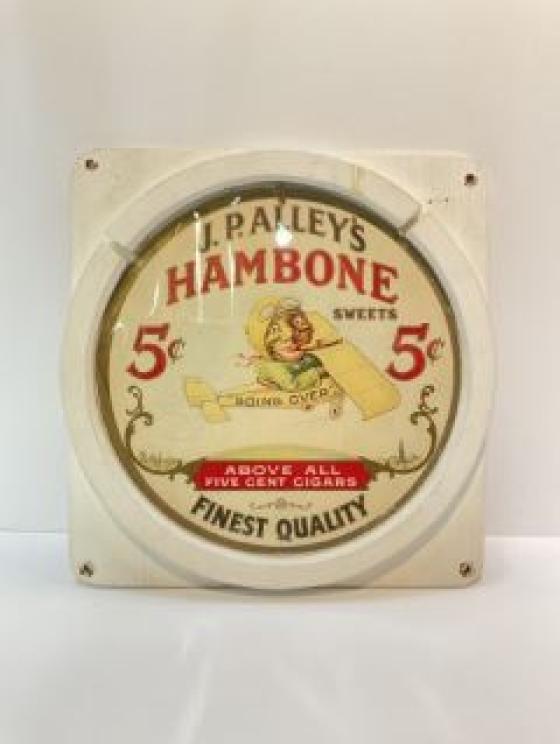 J.P. ALLEY'S
HAMBONE
SWEETS
5¢ 5¢
GOING OVER
ABOVE ALL
FIVE CENT CIGARS
FINEST QUALITY